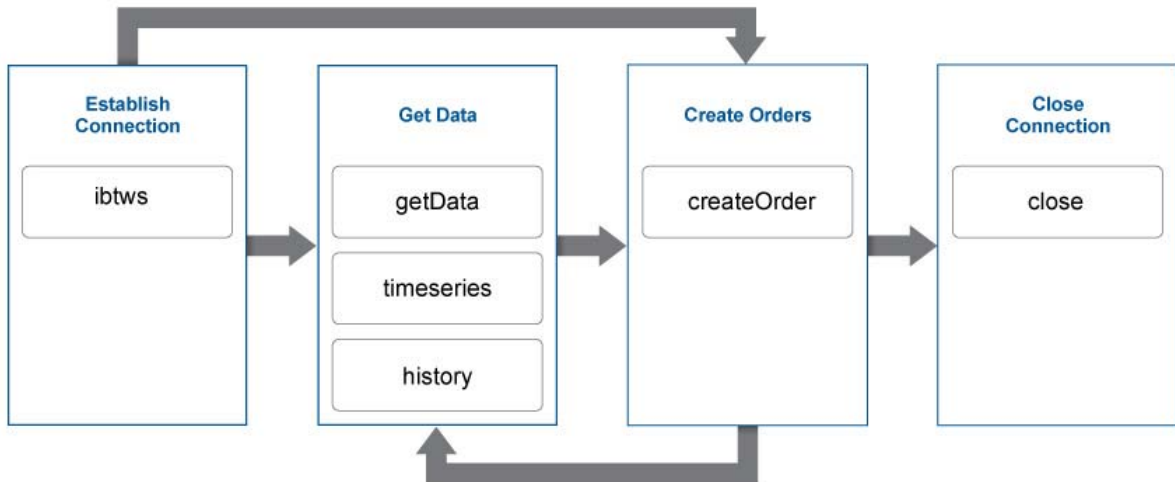 Establish
Connection
ibtws
Get Data
getData
timeseries
history
Create Orders
createOrder
Close
Connection
close